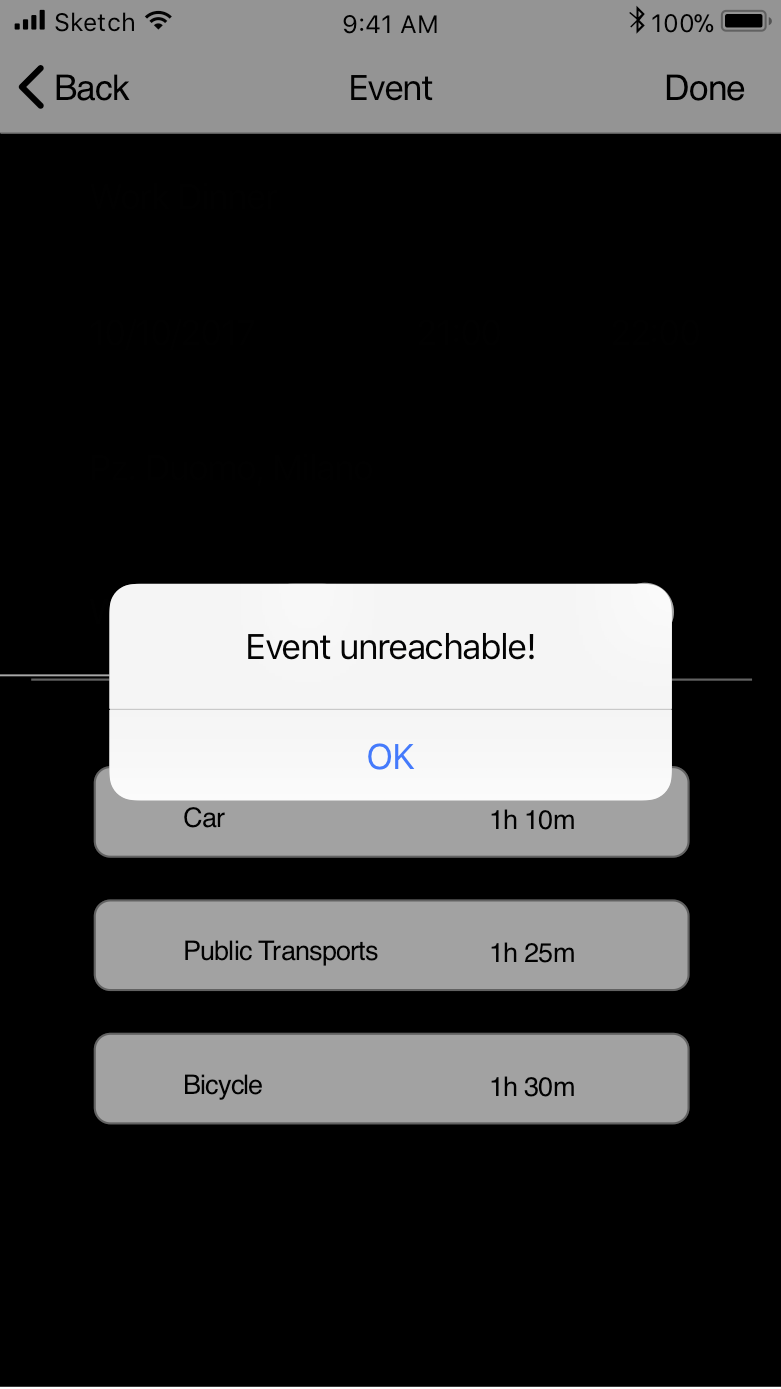 Sketch 9:41 AM 100%
Back Event Done
Event unreachable!
OK
Car 1h 10m
Public Transports 1h 25m
Bicycle 1h 30m